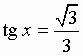 tg x = √3/3